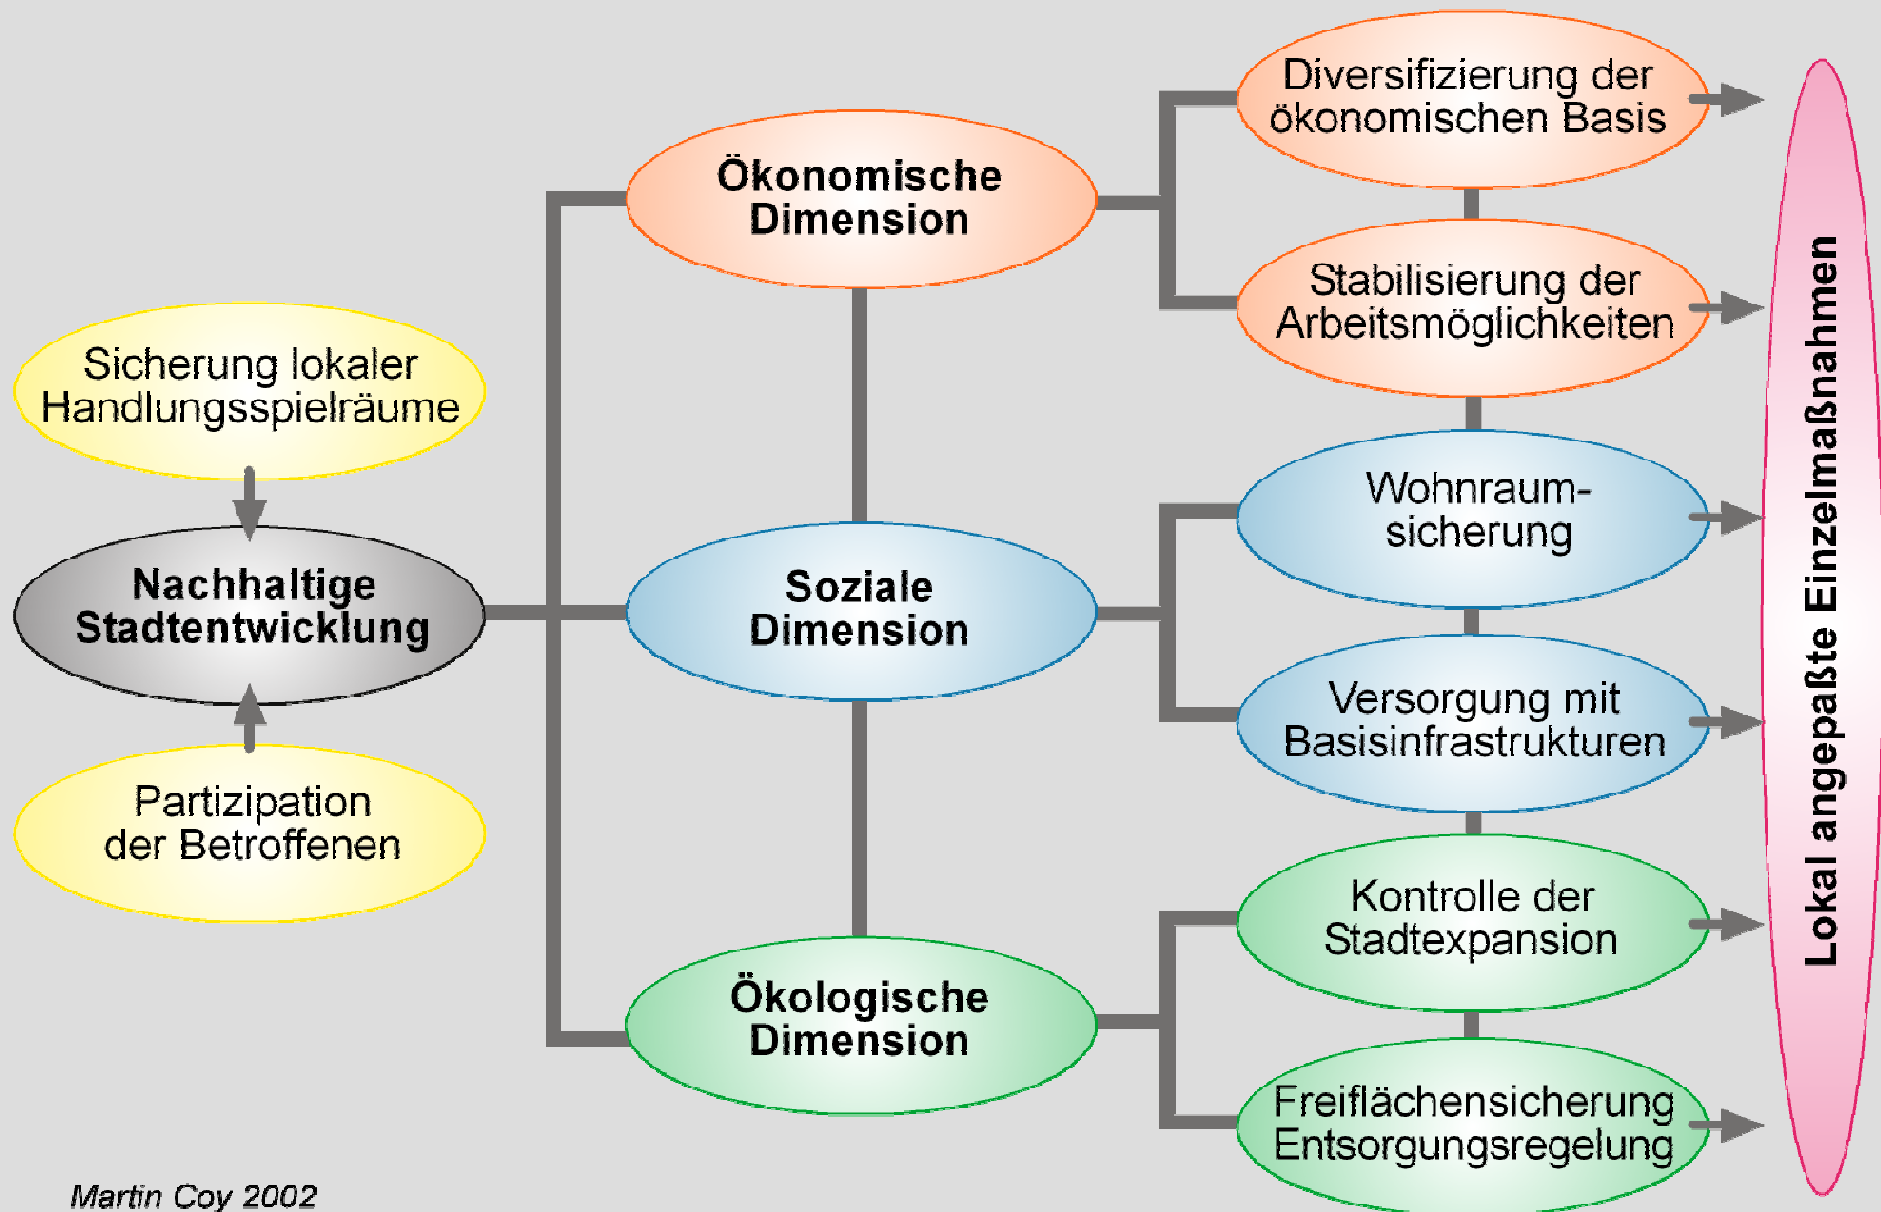 Sicherung lokaler
Handlungsspielräume
Nachhaltige
Stadtentwicklung
Partizipation
der Betroffenen
Ökonomische
Dimension
Soziale
Dimension
Ökologische
Dimension
Diversifizierung der
ökonomischen Basis
Stabilisierung der
Arbeitsmöglichkeiten
Wohnraum-
sicherung
Versorgung mit
Basisinfrastrukturen
Kontrolle der
Stadtexpansion
Freiflächensicherung
Entsorgungsregelung
Lokal angepaßte Einzelmaßnahmen
Martin Coy 2002